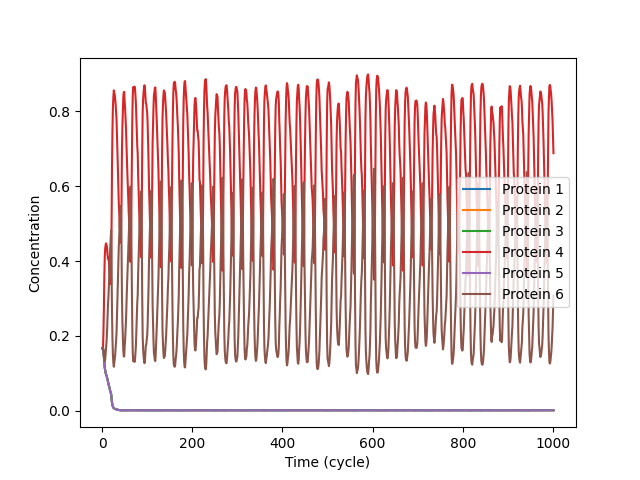 0.8
0.6
0.4
0.2
0.0
Concentration
0 200 400 600 800 1000
Time (cycle)
Protein 1
Protein 2
Protein 3
Protein 4
Protein 5
Protein 6